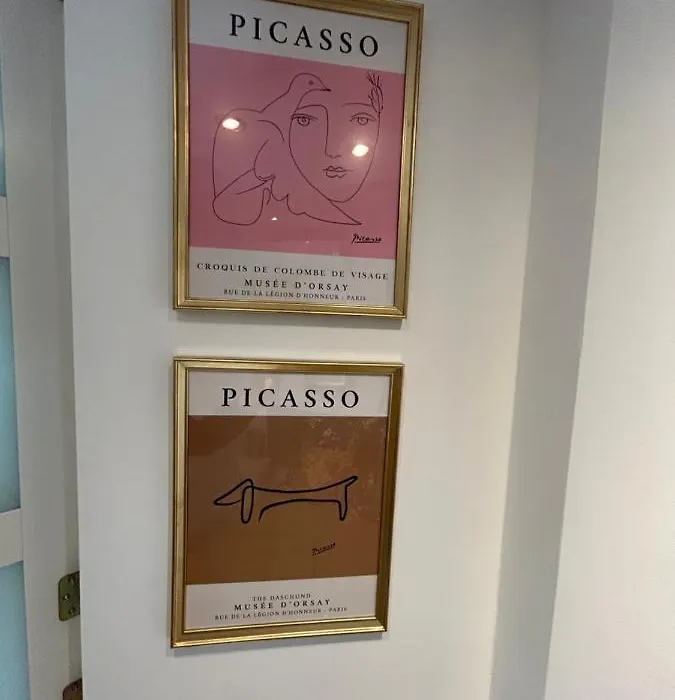 PICASSO
Picasso
CROQUIS DE COLOMBE DE VISAGE
MUSÉE D'ORSAY
RUE DE LA LÉGION D'HONNEUR - PARIS
PICASSO
Picasso
THE DASCHUND
MUSÉE D'ORSAY
RUE DE LA LÉGION D'HONNEUR - PARIS